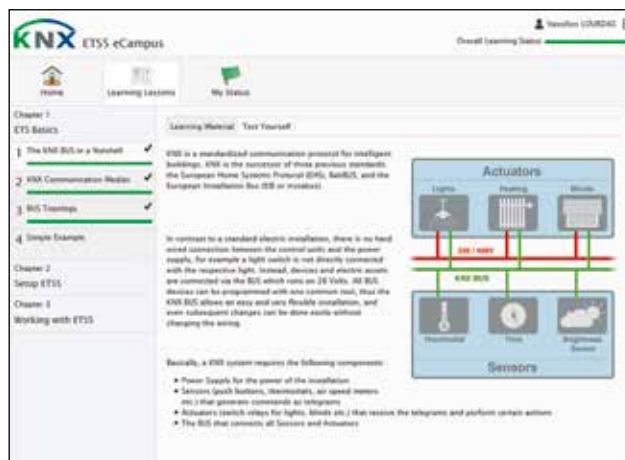 KNX ETS5 eCampus
Vassilios LOURDAS
Overall Learning Status
Home
Learning Lessons
My Status
Chapter 1
ETS Basics
1 The KNX BUS in a Nutshell
2 KNX Communication Medias
3 BUS Topology
4 Simple Example
Chapter 2
Setup ETS5
Chapter 3
Working with ETS5
Learning Material Test Yourself
KNX is a standardized communication protocol for intelligent
buildings. KNX is the successor of three previous standards:
the European Home Systems Protocol (EHS), BatiBUS, and the
European Installation Bus (EIB or instabus).
In contrast to a standard electric installation, there is no hard
wired connection between the control units and the power
supply, for example a light switch is not directly connected
with the respective light. Instead, devices and electric assets
are connected via the BUS which runs on 28 Volts. All BUS
devices can be programmed with one common tool, thus the
KNX BUS allows an easy and very flexible installation, and
even subsequent changes can be done easily without
changing the wiring.
Basically, a KNX system requires the following components:
• Power Supply for the power of the installation
• Sensors (push buttons, thermostats, air speed meters
etc.) that generate commands as telegrams
• Actuators (switch relays for lights, blinds etc.) that receive the telegrams and perform certain actions
• The BUS that connects all Sensors and Actuators
Actuators
Lights
Heating
Blinds
230 / 400V
KNX BUS
Thermostat
Time
Brightness
Sensor
Sensors